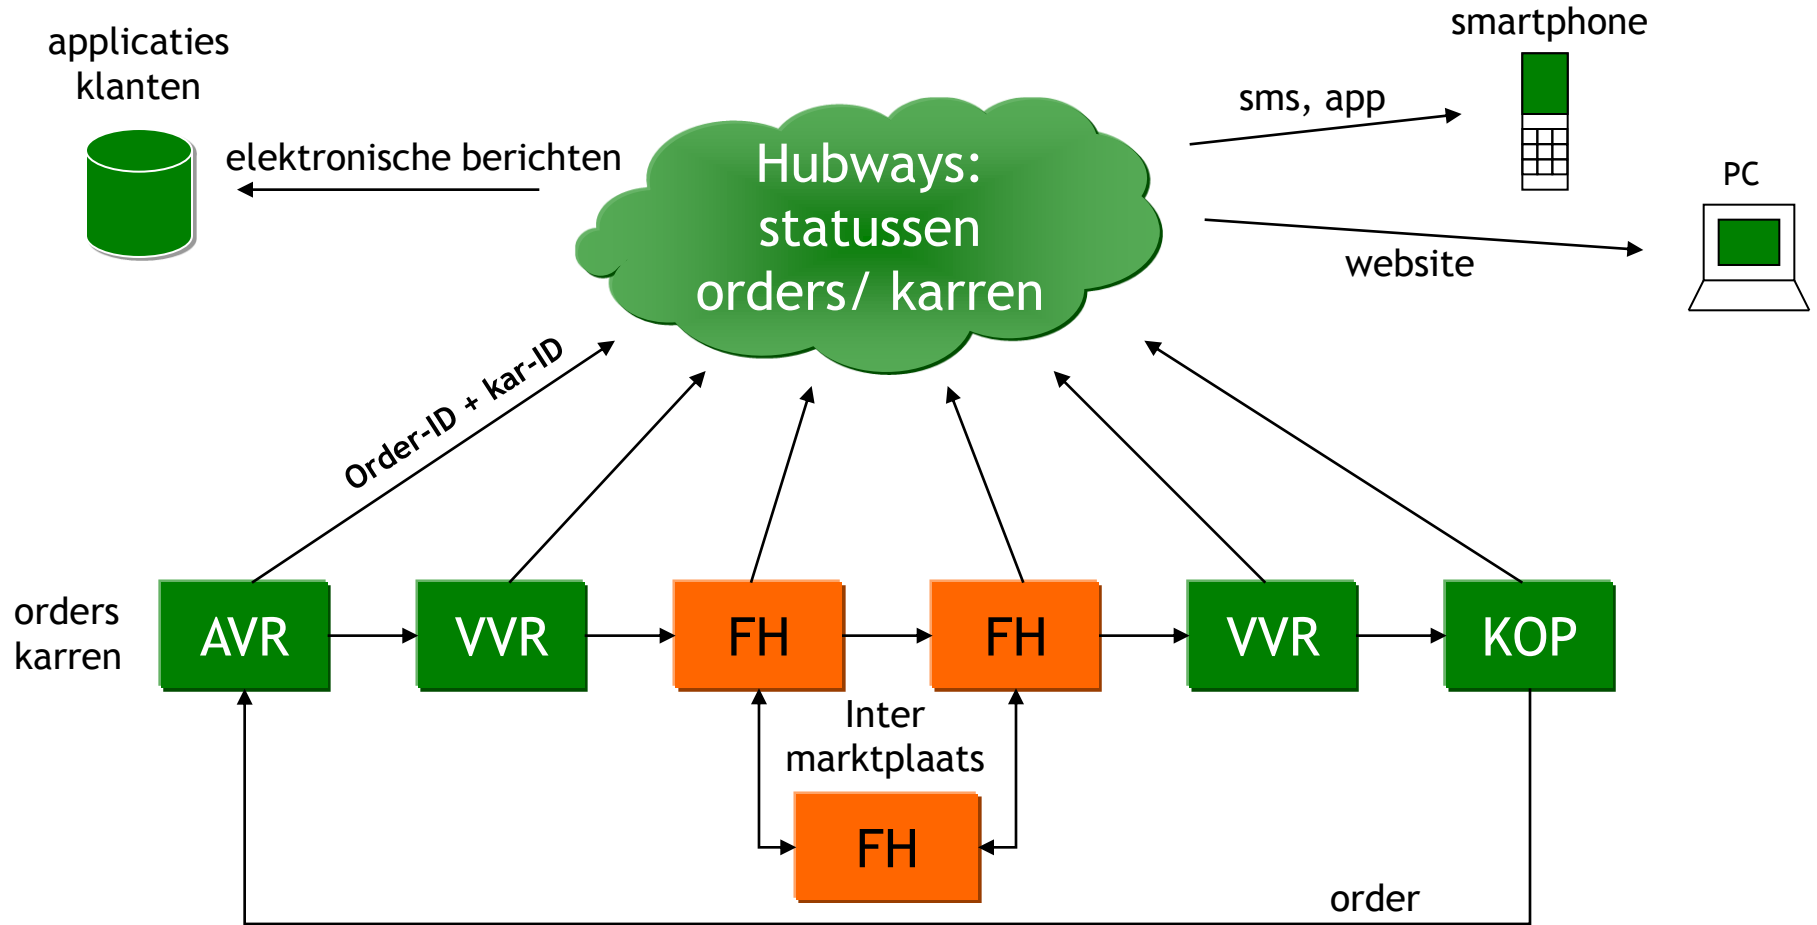 applicaties
klanten
elektronische berichten
Hubways:
statussen
orders/ karren
sms, app
smartphone
PC
website
Order-ID + kar-ID
orders
karren
AVR
VVR
FH
FH
VVR
KOP
Inter
marktplaats
FH
order